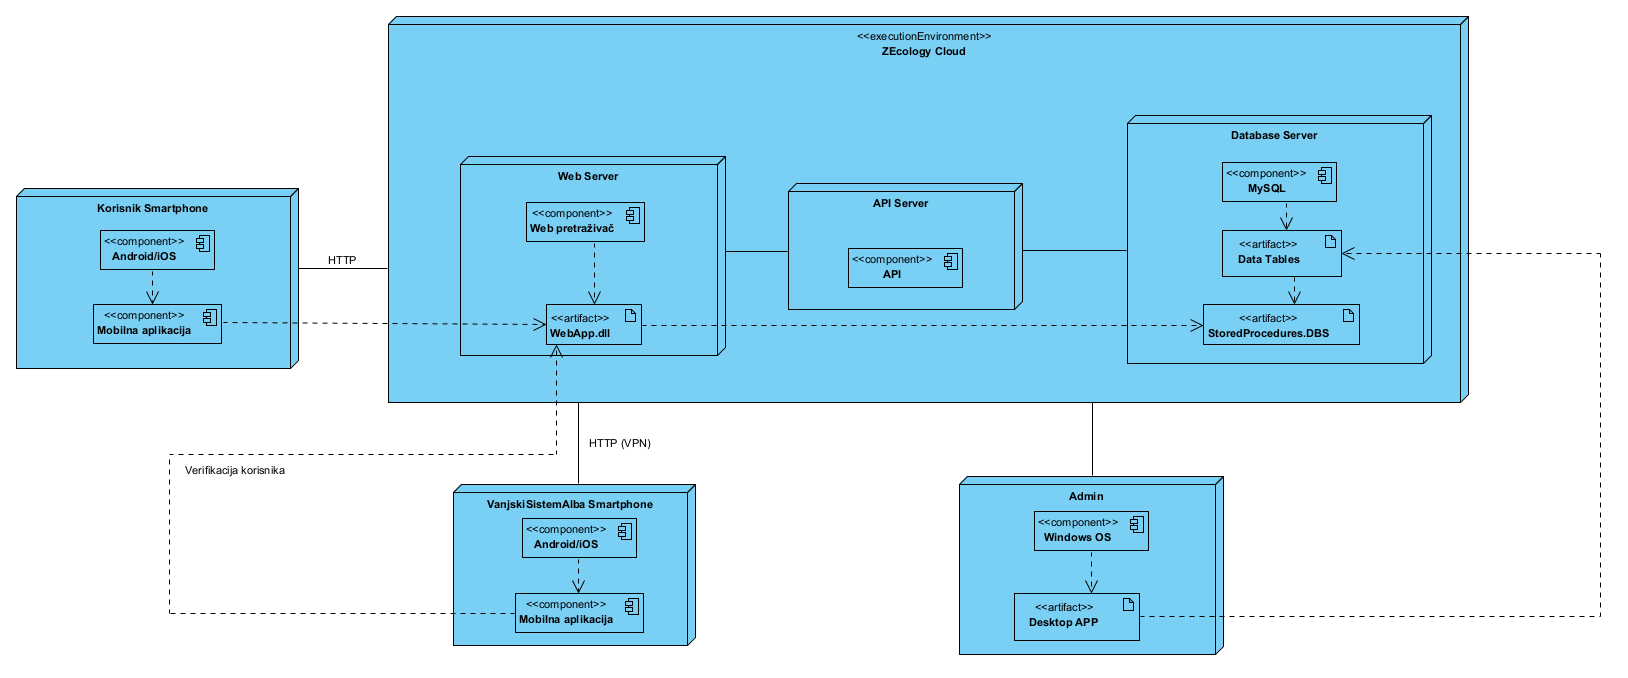 <<executionEnvironment>>
ZEcology Cloud
Korisnik Smartphone
<<component>>
Android/iOS
<<component>>
Mobilna aplikacija
HTTP
Web Server
<<component>>
Web pretraživač
<<artifact>>
WebApp.dll
API Server
<<component>>
API
Database Server
<<component>>
MySQL
<<artifact>>
Data Tables
<<artifact>>
StoredProcedures.DBS
HTTP (VPN)
Verifikacija korisnika
VanjskiSistemAlba Smartphone
<<component>>
Android/iOS
<<component>>
Mobilna aplikacija
Admin
<<component>>
Windows OS
<<artifact>>
Desktop APP